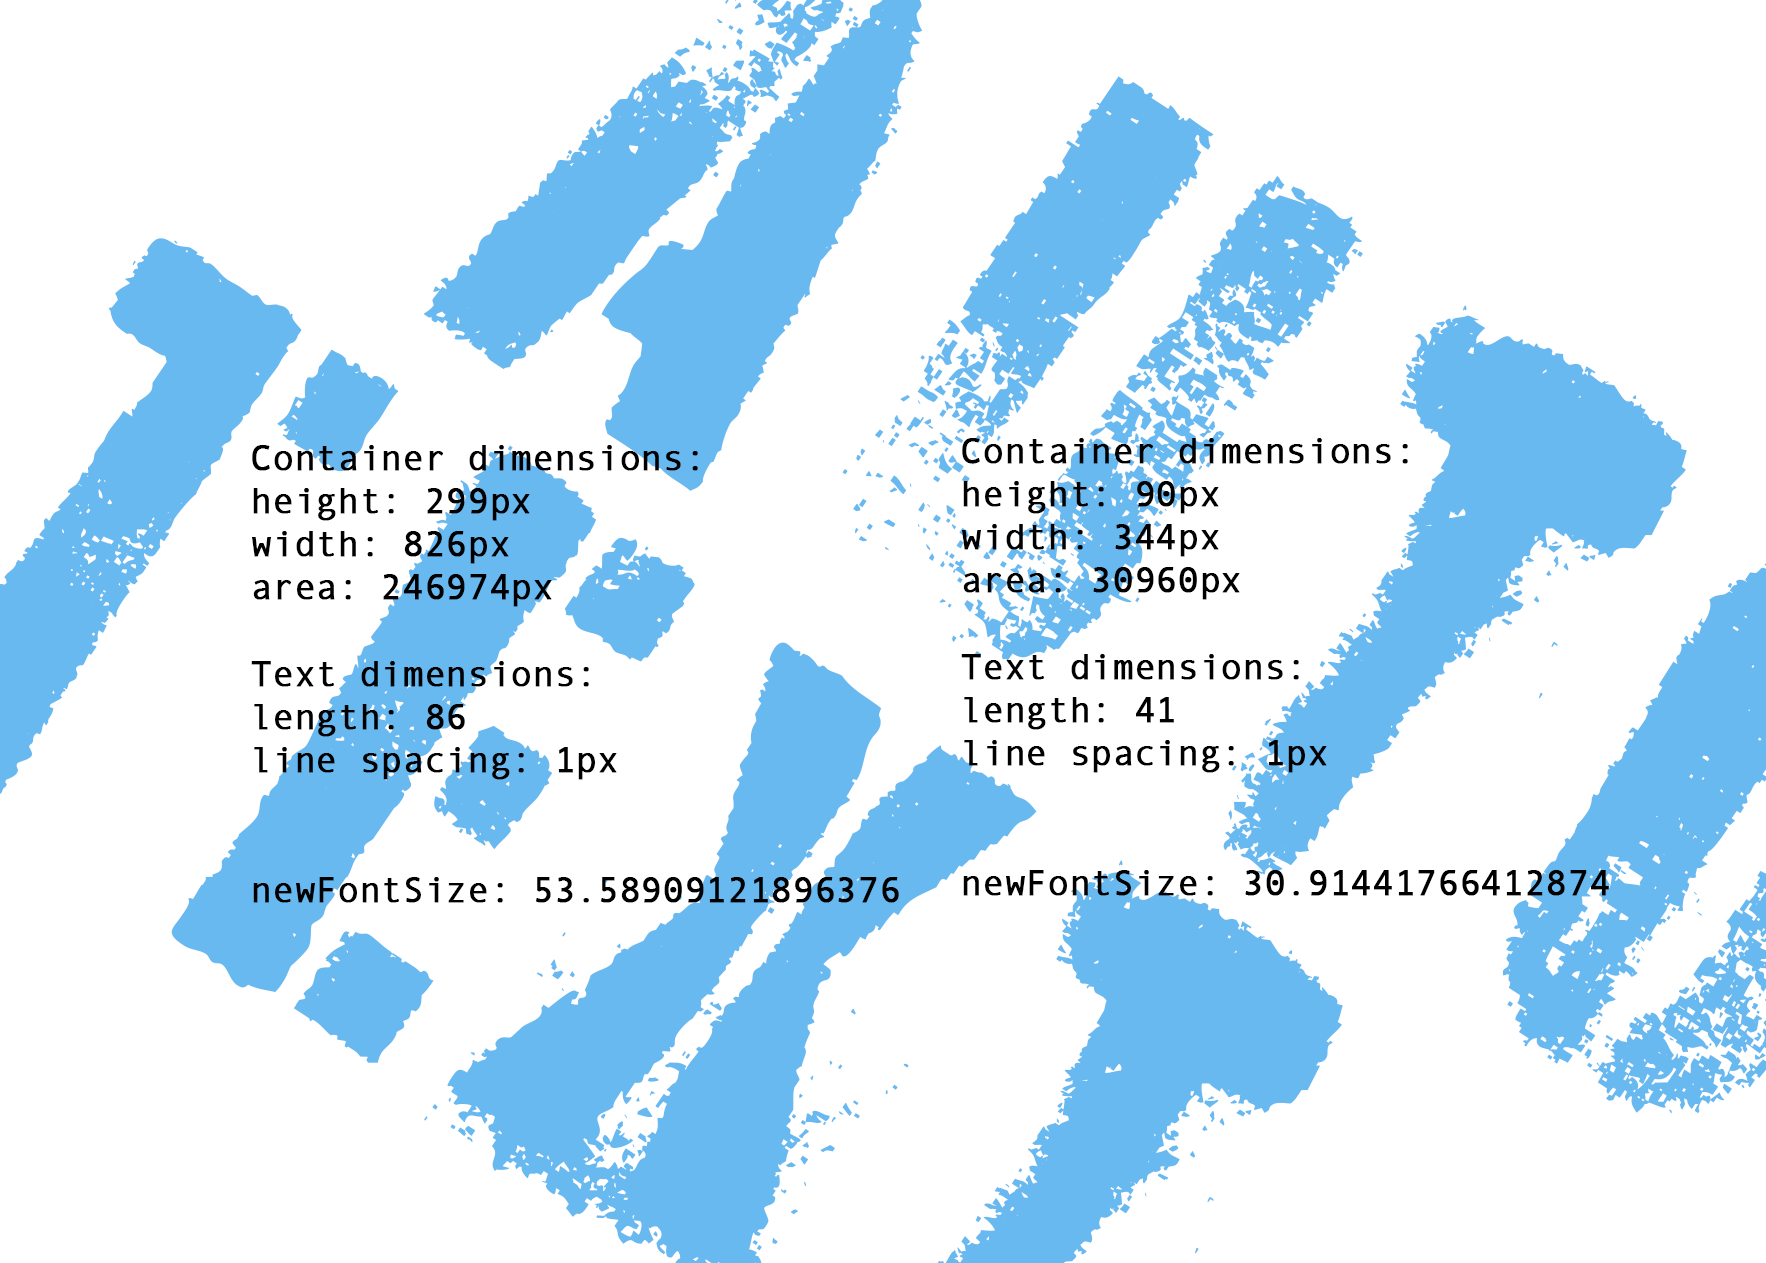 Container dimensions:
height: 299px
width: 826px
area: 246974px
Text dimensions:
length: 86
line spacing: 1px
newFontSize: 53.58909121896376
Container dimensions:
height: 90px
width: 344px
area: 30960px
Text dimensions:
length: 41
line spacing: 1px
newFontSize: 30.91441766412874